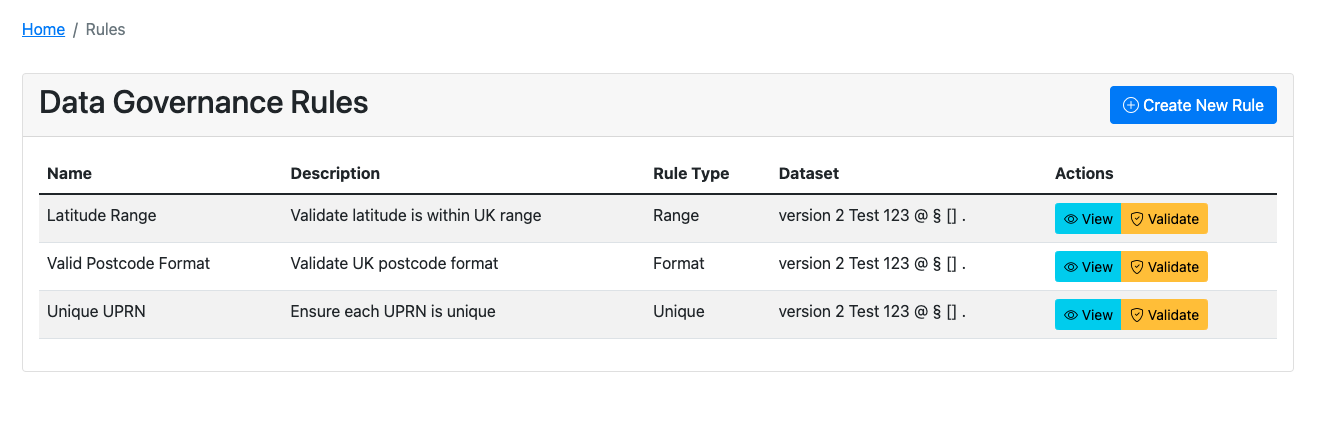 Home / Rules
Data Governance Rules
Create New Rule
Name Description Rule Type Dataset Actions
Latitude Range Validate latitude is within UK range Range version 2 Test 123 @ § [] . View Validate
Valid Postcode Format Validate UK postcode format Format version 2 Test 123 @ § [] . View Validate
Unique UPRN Ensure each UPRN is unique Unique version 2 Test 123 @ § [] . View Validate